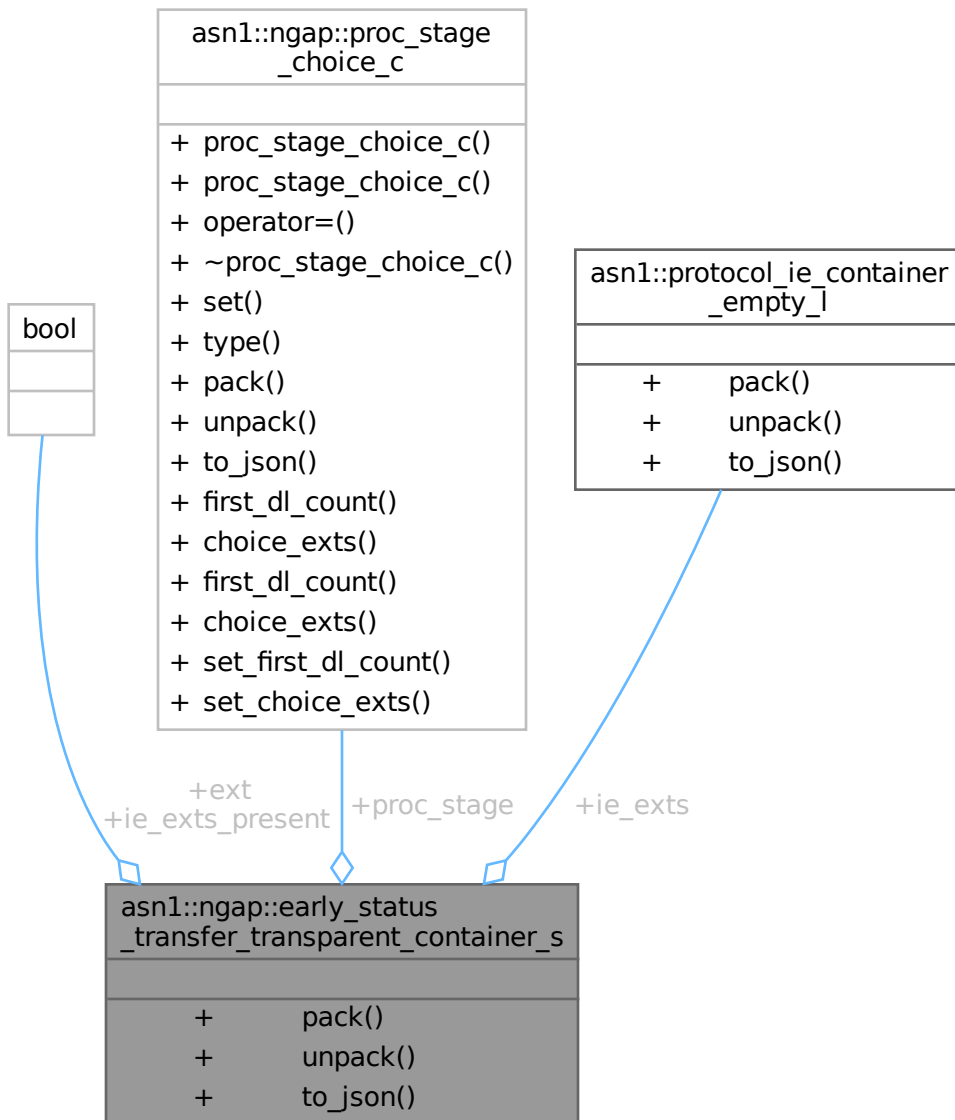 asn1::ngap::proc_stage
_choice_c
+ proc_stage_choice_c()
+ proc_stage_choice_c()
+ operator=()
+ ~proc_stage_choice_c()
+ set()
+ type()
+ pack()
+ unpack()
+ to_json()
+ first_dl_count()
+ choice_exts()
+ first_dl_count()
+ choice_exts()
+ set_first_dl_count()
+ set_choice_exts()
asn1::protocol_ie_container
_empty_l
+ pack()
+ unpack()
+ to_json()
bool
+ext
+ie_exts_present
+proc_stage
+ie_exts
asn1::ngap::early_status
_transfer_transparent_container_s
+ pack()
+ unpack()
+ to_json()